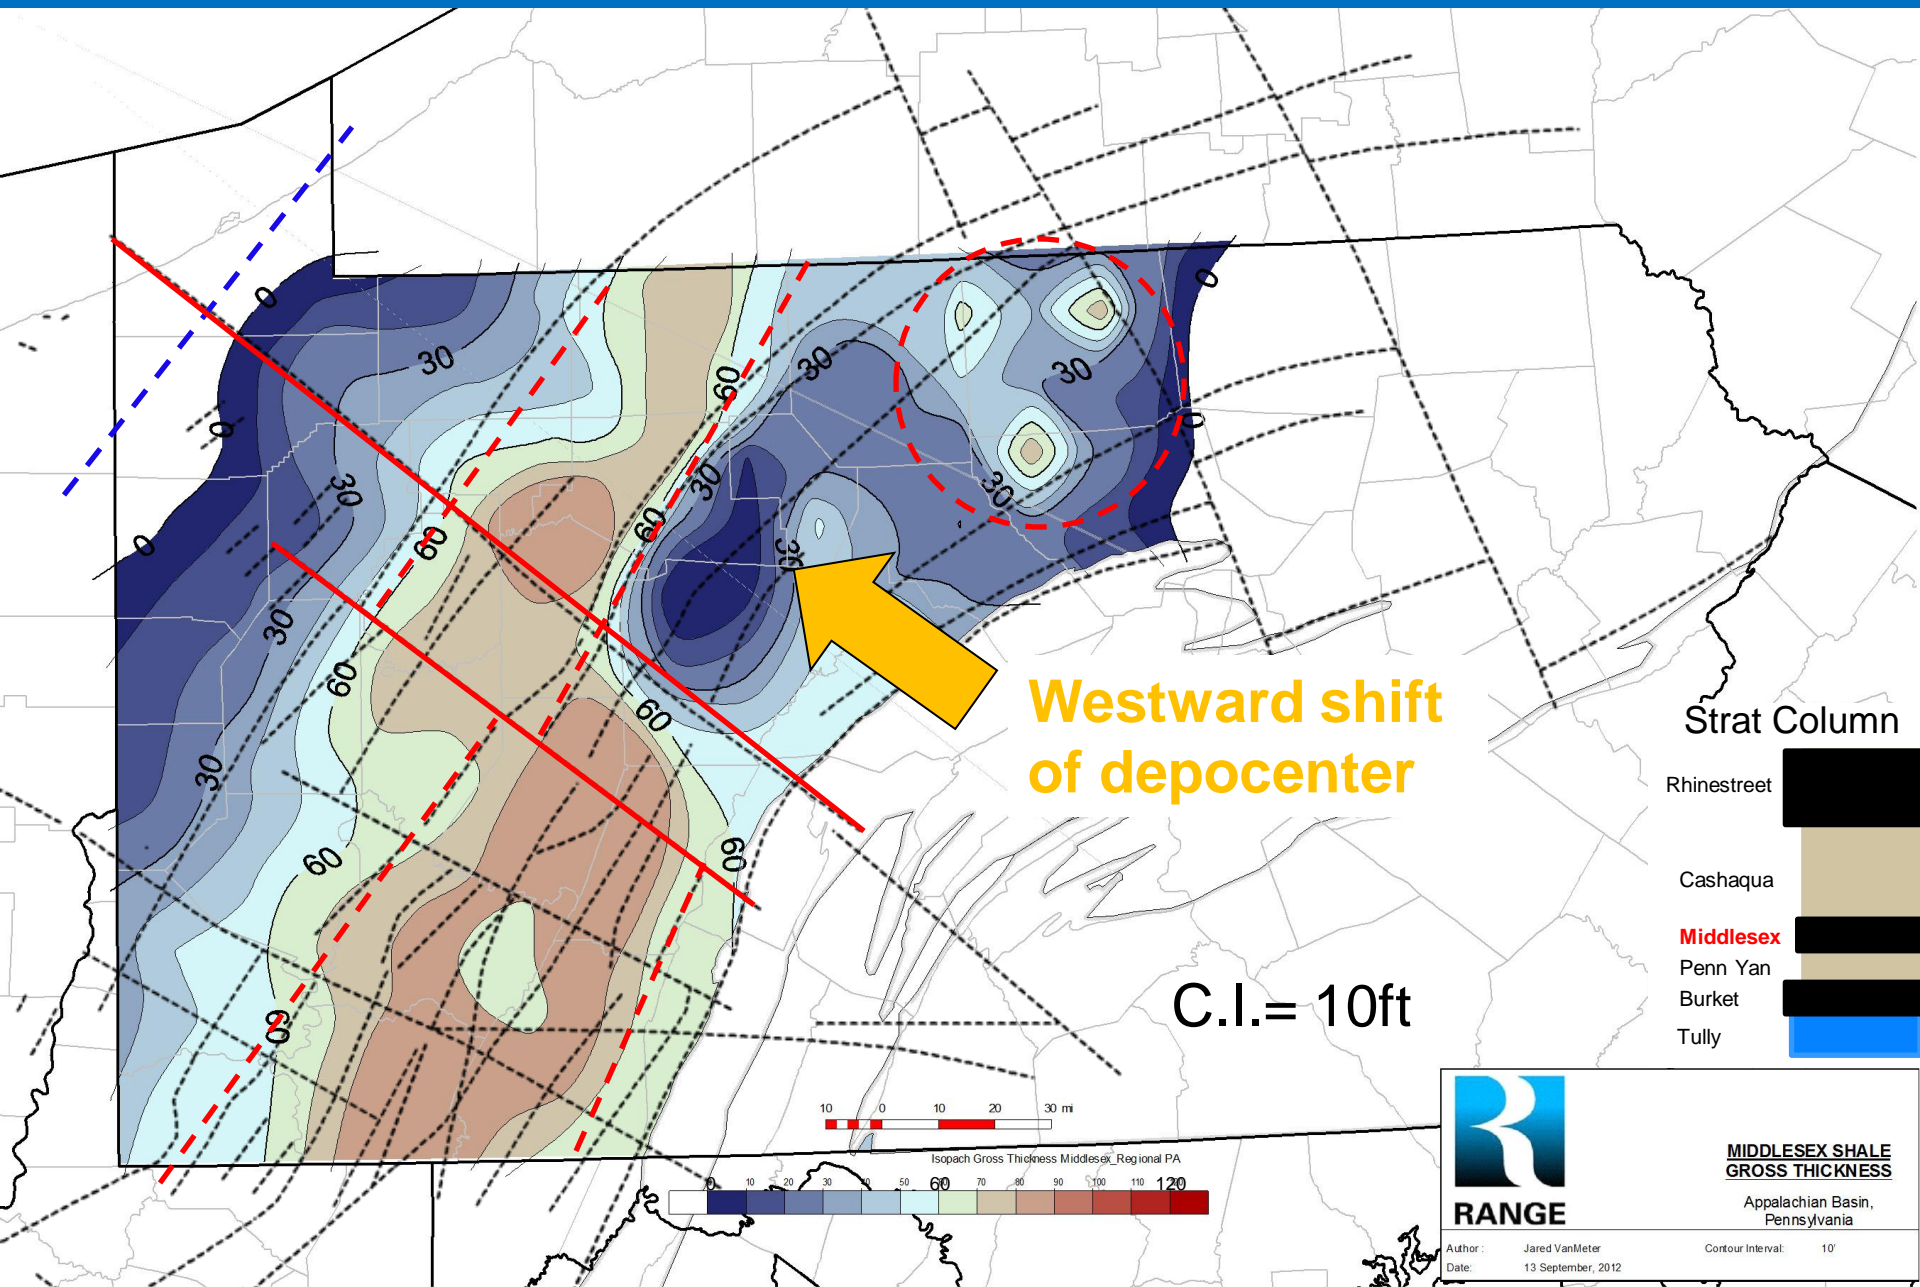 0
30
0
30
0
30
30
60
60
60
60
60
60
30
30
60
60
30
30
30
0
0
30
60
Westward shift
of depocenter
Strat Column
Rhinestreet
Cashaqua
Middlesex
Penn Yan
Burket
Tully
C.I.= 10ft
10 0 10 20 30 mi
Isopach Gross Thickness Middlesex_Regional PA
0 10 20 30 40 50 60 70 80 90 100 110 120
RANGE
MIDDLESEX SHALE
GROSS THICKNESS
Appalachian Basin,
Pennsylvania
Author : Jared VanMeter Contour Interval: 10'
Date: 13 September, 2012